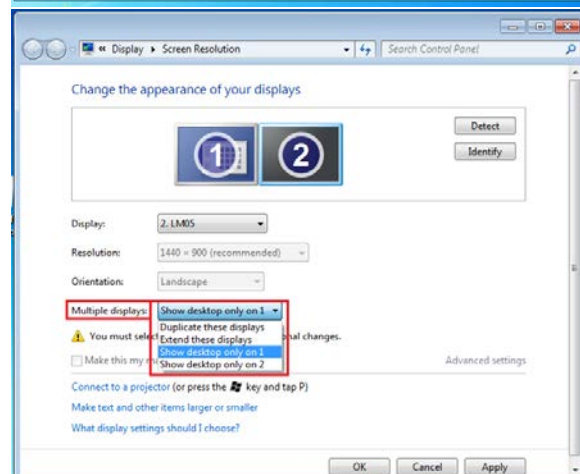 « Display ▸ Screen Resolution
Search Control Panel
Change the appearance of your displays
1 2
Detect
Identify
Display: 2. LM05
Resolution: 1440 × 900 (recommended)
Orientation: Landscape
Multiple displays: Show desktop only on 1
Duplicate these displays
Extend these displays
Show desktop only on 1
Show desktop only on 2
You must sele nal changes.
Make this my m
Advanced settings
Connect to a projector (or press the key and tap P)
Make text and other items larger or smaller
What display settings should I choose?
OK Cancel Apply